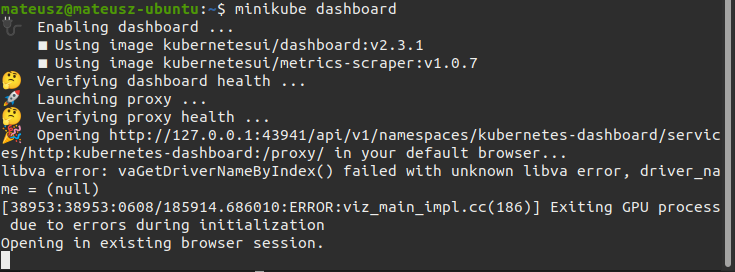 mateusz@mateusz-ubuntu:~$ minikube dashboard
🔌 Enabling dashboard ...
■ Using image kubernetesui/dashboard:v2.3.1
■ Using image kubernetesui/metrics-scraper:v1.0.7
🤔 Verifying dashboard health ...
🚀 Launching proxy ...
🤔 Verifying proxy health ...
🎉 Opening http://127.0.0.1:43941/api/v1/namespaces/kubernetes-dashboard/servic
es/http:kubernetes-dashboard:/proxy/ in your default browser...
libva error: vaGetDriverNameByIndex() failed with unknown libva error, driver_na
me = (null)
[38953:38953:0608/185914.686010:ERROR:viz_main_impl.cc(186)] Exiting GPU process
due to errors during initialization
Opening in existing browser session.